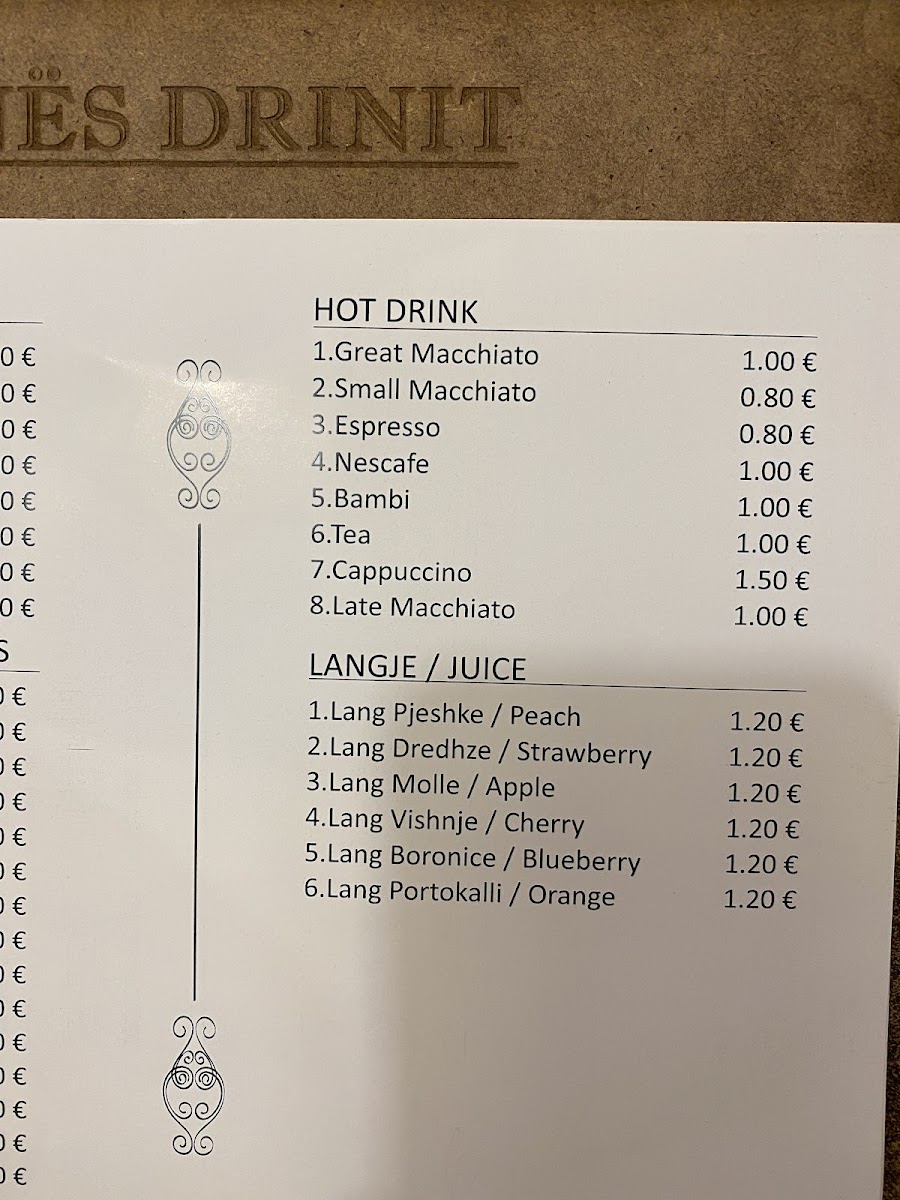 DRINIT
HOT DRINK
1.Great Macchiato 1.00 €
2.Small Macchiato 0.80 €
3.Espresso 0.80 €
4.Nescafe 1.00 €
5.Bambi 1.00 €
6.Tea 1.00 €
7.Cappuccino 1.50 €
8.Late Macchiato 1.00 €
LANGJE / JUICE
1.Lang Pjeshke / Peach 1.20 €
2.Lang Dredhze / Strawberry 1.20 €
3.Lang Molle / Apple 1.20 €
4.Lang Vishnje / Cherry 1.20 €
5.Lang Boronice / Blueberry 1.20 €
6.Lang Portokalli / Orange 1.20 €